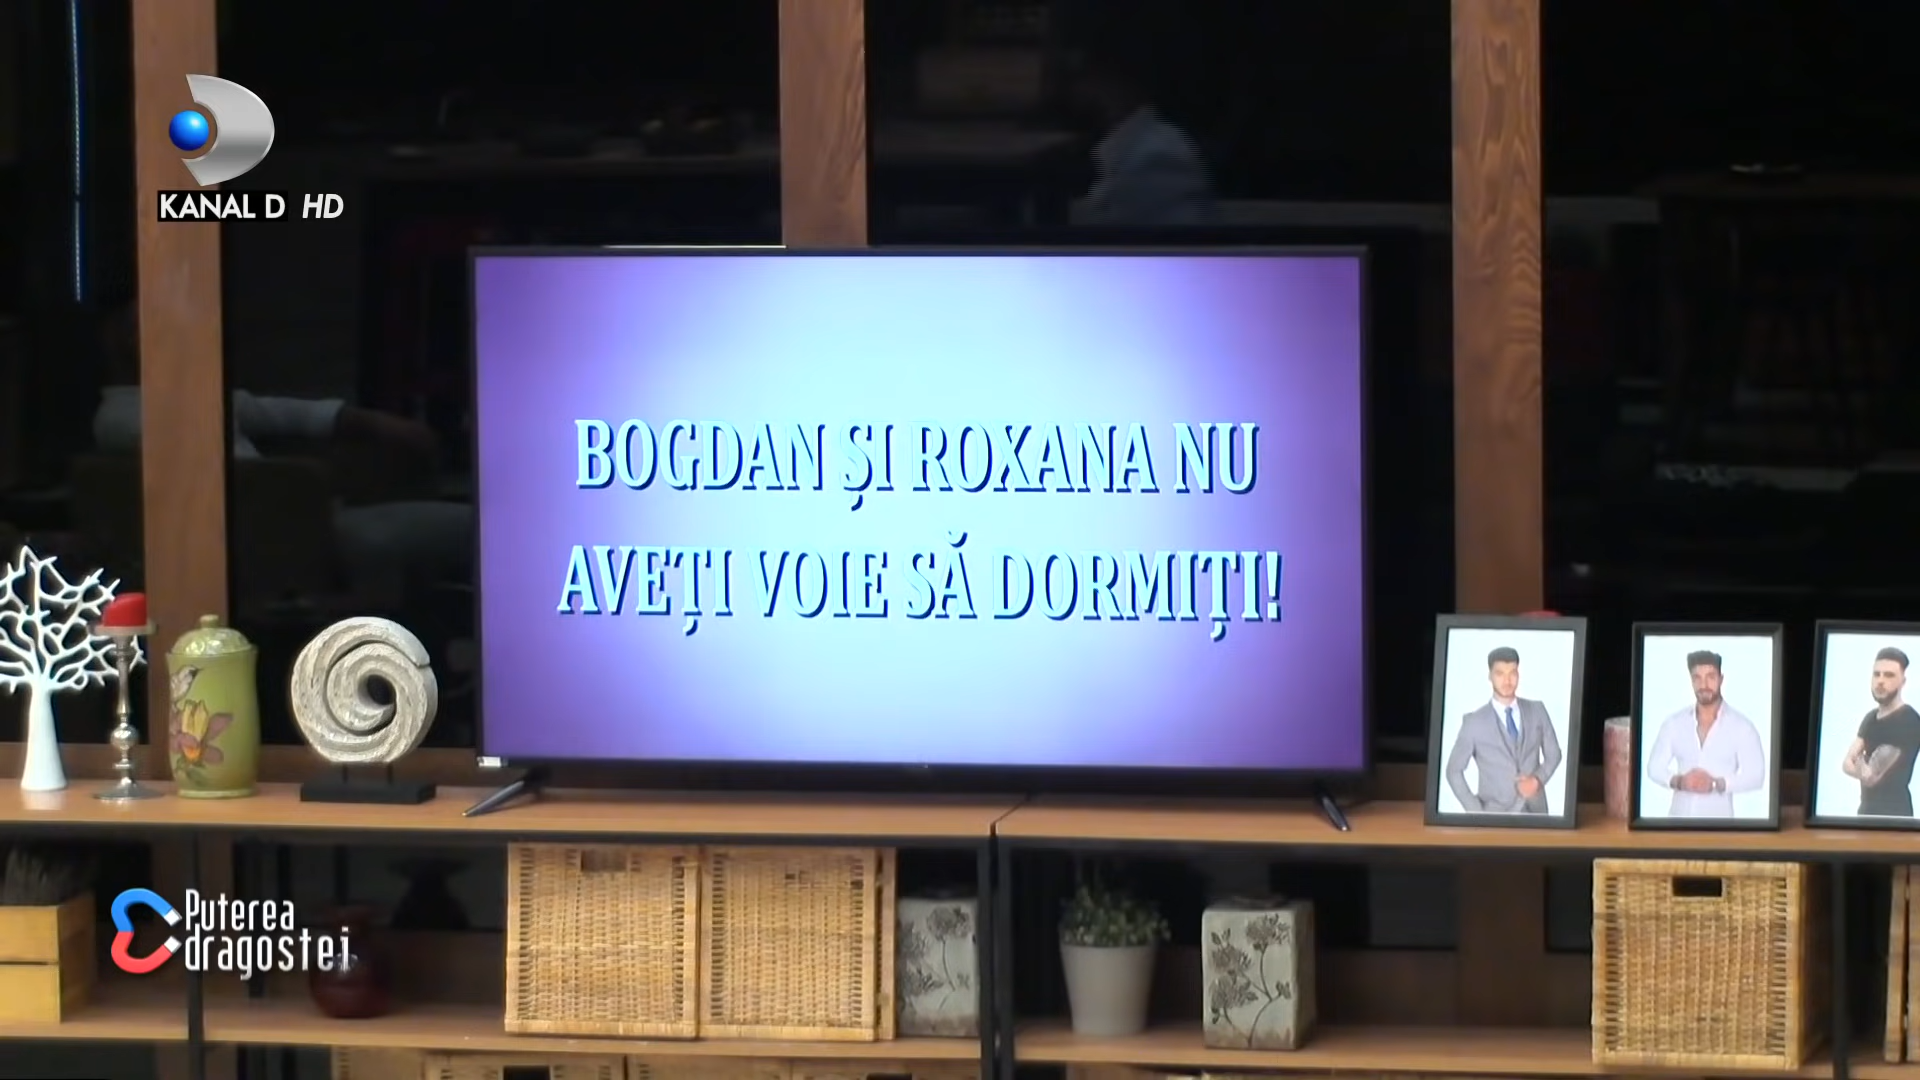 KANAL D HD
BOGDAN ȘI ROXANA NU
AVEȚI VOIE SĂ DORMIȚI!
Puterea
dragostei